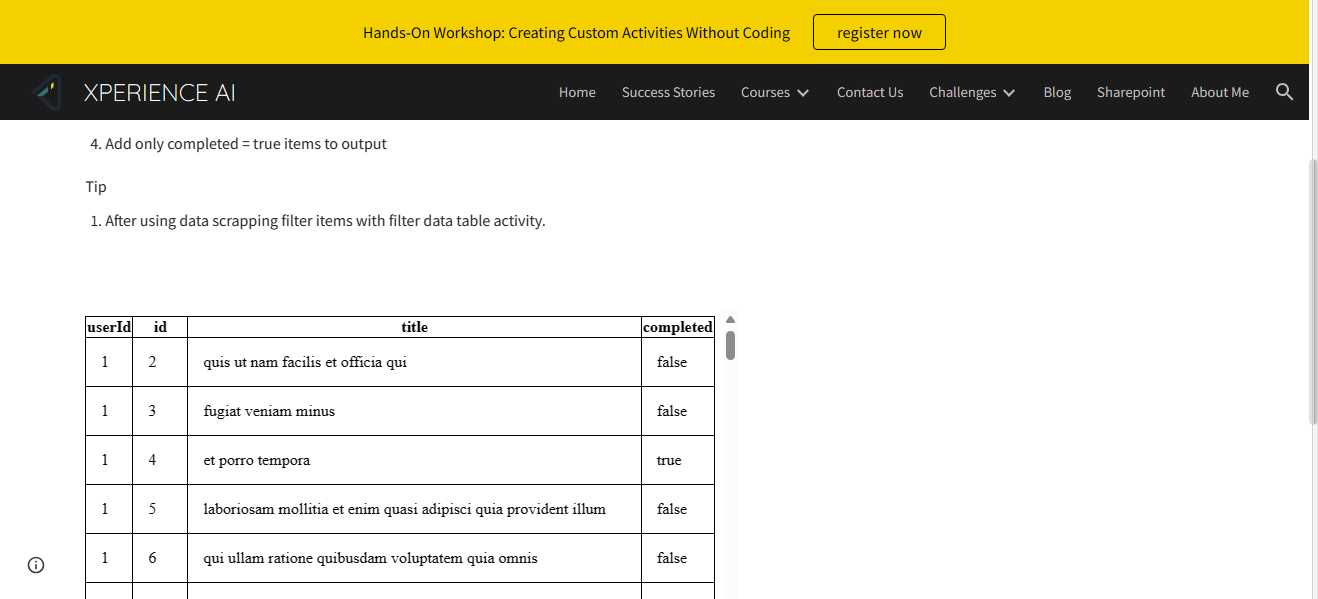 Hands-On Workshop: Creating Custom Activities Without Coding register now
XPERIENCE AI Home Success Stories Courses Contact Us Challenges Blog Sharepoint About Me
4. Add only completed = true items to output
Tip
1. After using data scrapping filter items with filter data table activity.
userId id title completed
1 2 quis ut nam facilis et officia qui false
1 3 fugiat veniam minus false
1 4 et porro tempora true
1 5 laboriosam mollitia et enim quasi adipisci quia provident illum false
1 6 qui ullam ratione quibusdam voluptatem quia omnis false